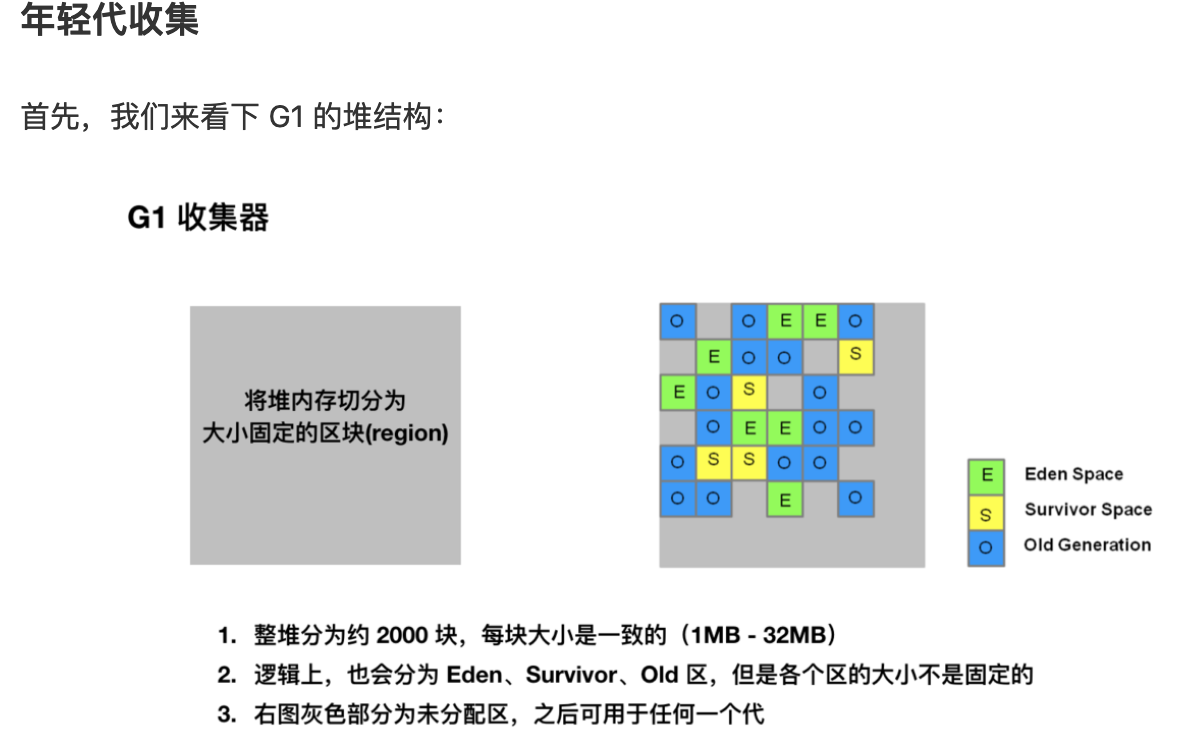 年轻代收集
首先，我们来看下 G1 的堆结构：
G1 收集器
将堆内存切分为
大小固定的区块(region)
O O E E O
E O O S
E O S O
O E E O O
O S S O O
O O E O
E Eden Space
S Survivor Space
O Old Generation
1. 整堆分为约 2000 块，每块大小是一致的（1MB - 32MB）
2. 逻辑上，也会分为 Eden、Survivor、Old 区，但是各个区的大小不是固定的
3. 右图灰色部分为未分配区，之后可用于任何一个代